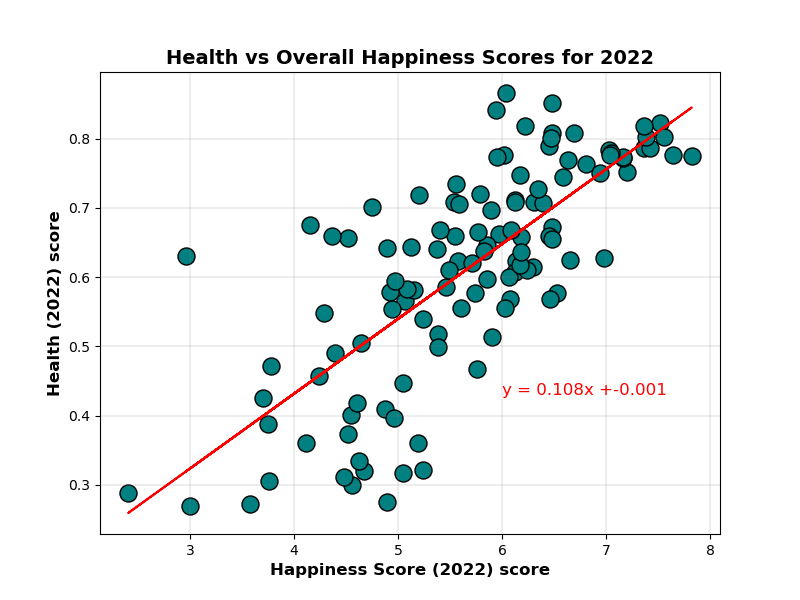 Health vs Overall Happiness Scores for 2022
0.8
0.7
0.6
0.5
0.4
0.3
Health (2022) score
y = 0.108x +-0.001
3 4 5 6 7 8
Happiness Score (2022) score